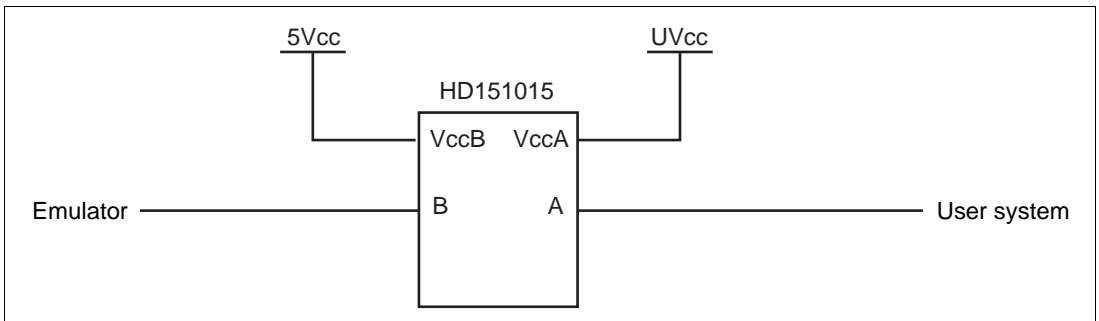 5Vcc
UVcc
HD151015
VccB VccA
Emulator B A User system